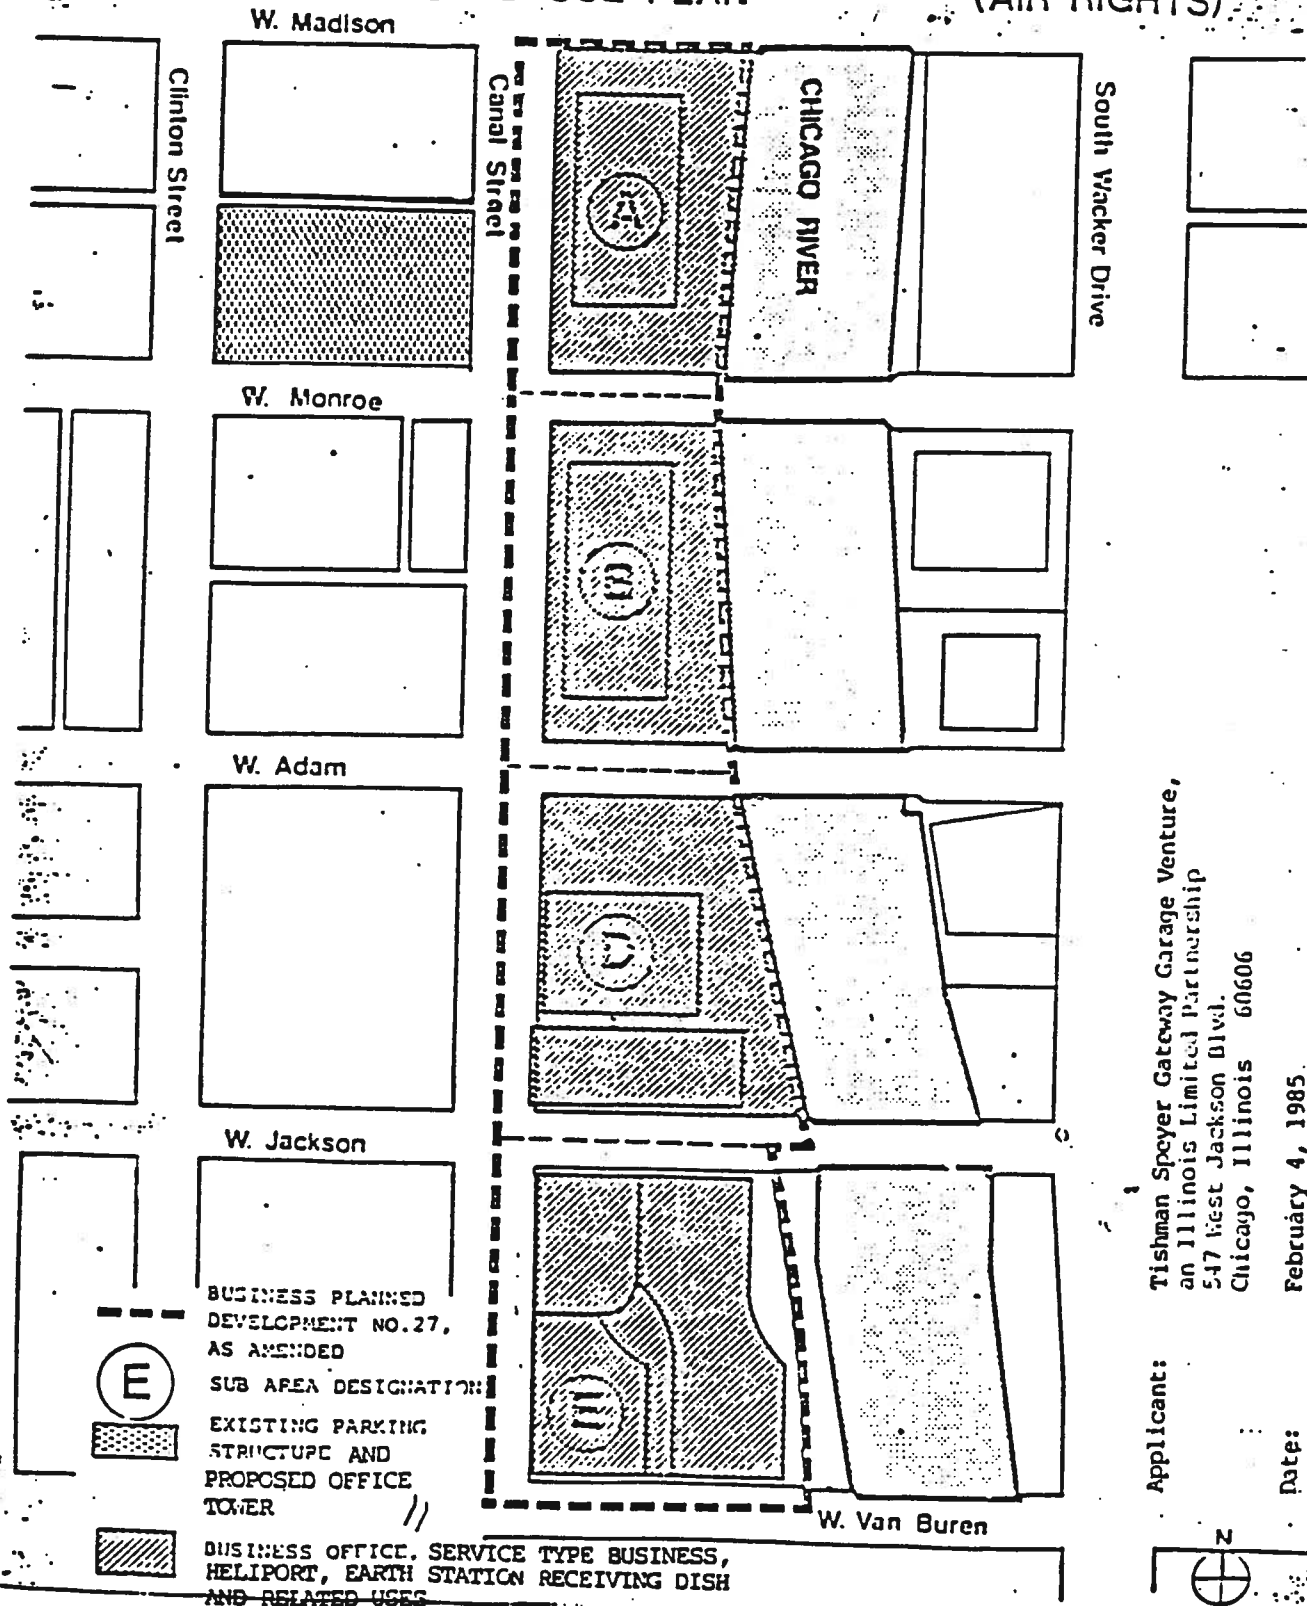 (AIR RIGHTS)
W. Madison
Clinton Street
Canal Street
CHICAGO RIVER
South Wacker Drive
A
W. Monroe
B
W. Adam
W. Jackson
E
W. Van Buren
BUSINESS PLANNED
DEVELOPMENT NO.27,
AS AMENDED
E
SUB AREA DESIGNATION
EXISTING PARKING
STRUCTURE AND
PROPOSED OFFICE
TOWER
BUSINESS OFFICE, SERVICE TYPE BUSINESS,
HELIPORT, EARTH STATION RECEIVING DISH
AND RELATED USES
Applicant: Tishman Speyer Gateway Garage Venture,
an Illinois Limited Partnership
547 West Jackson Blvd.
Chicago, Illinois 60606
Date: February 4, 1985
N